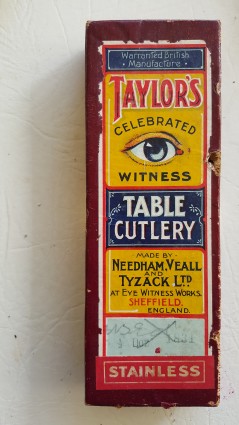 Warranted British
Manufacture
TAYLOR'S
CELEBRATED
WITNESS
TABLE
CUTLERY
MADE BY
NEEDHAM, VEALL
AND
TYZACK LTD
AT EYE WITNESS WORKS.
SHEFFIELD,
ENGLAND.
STAINLESS